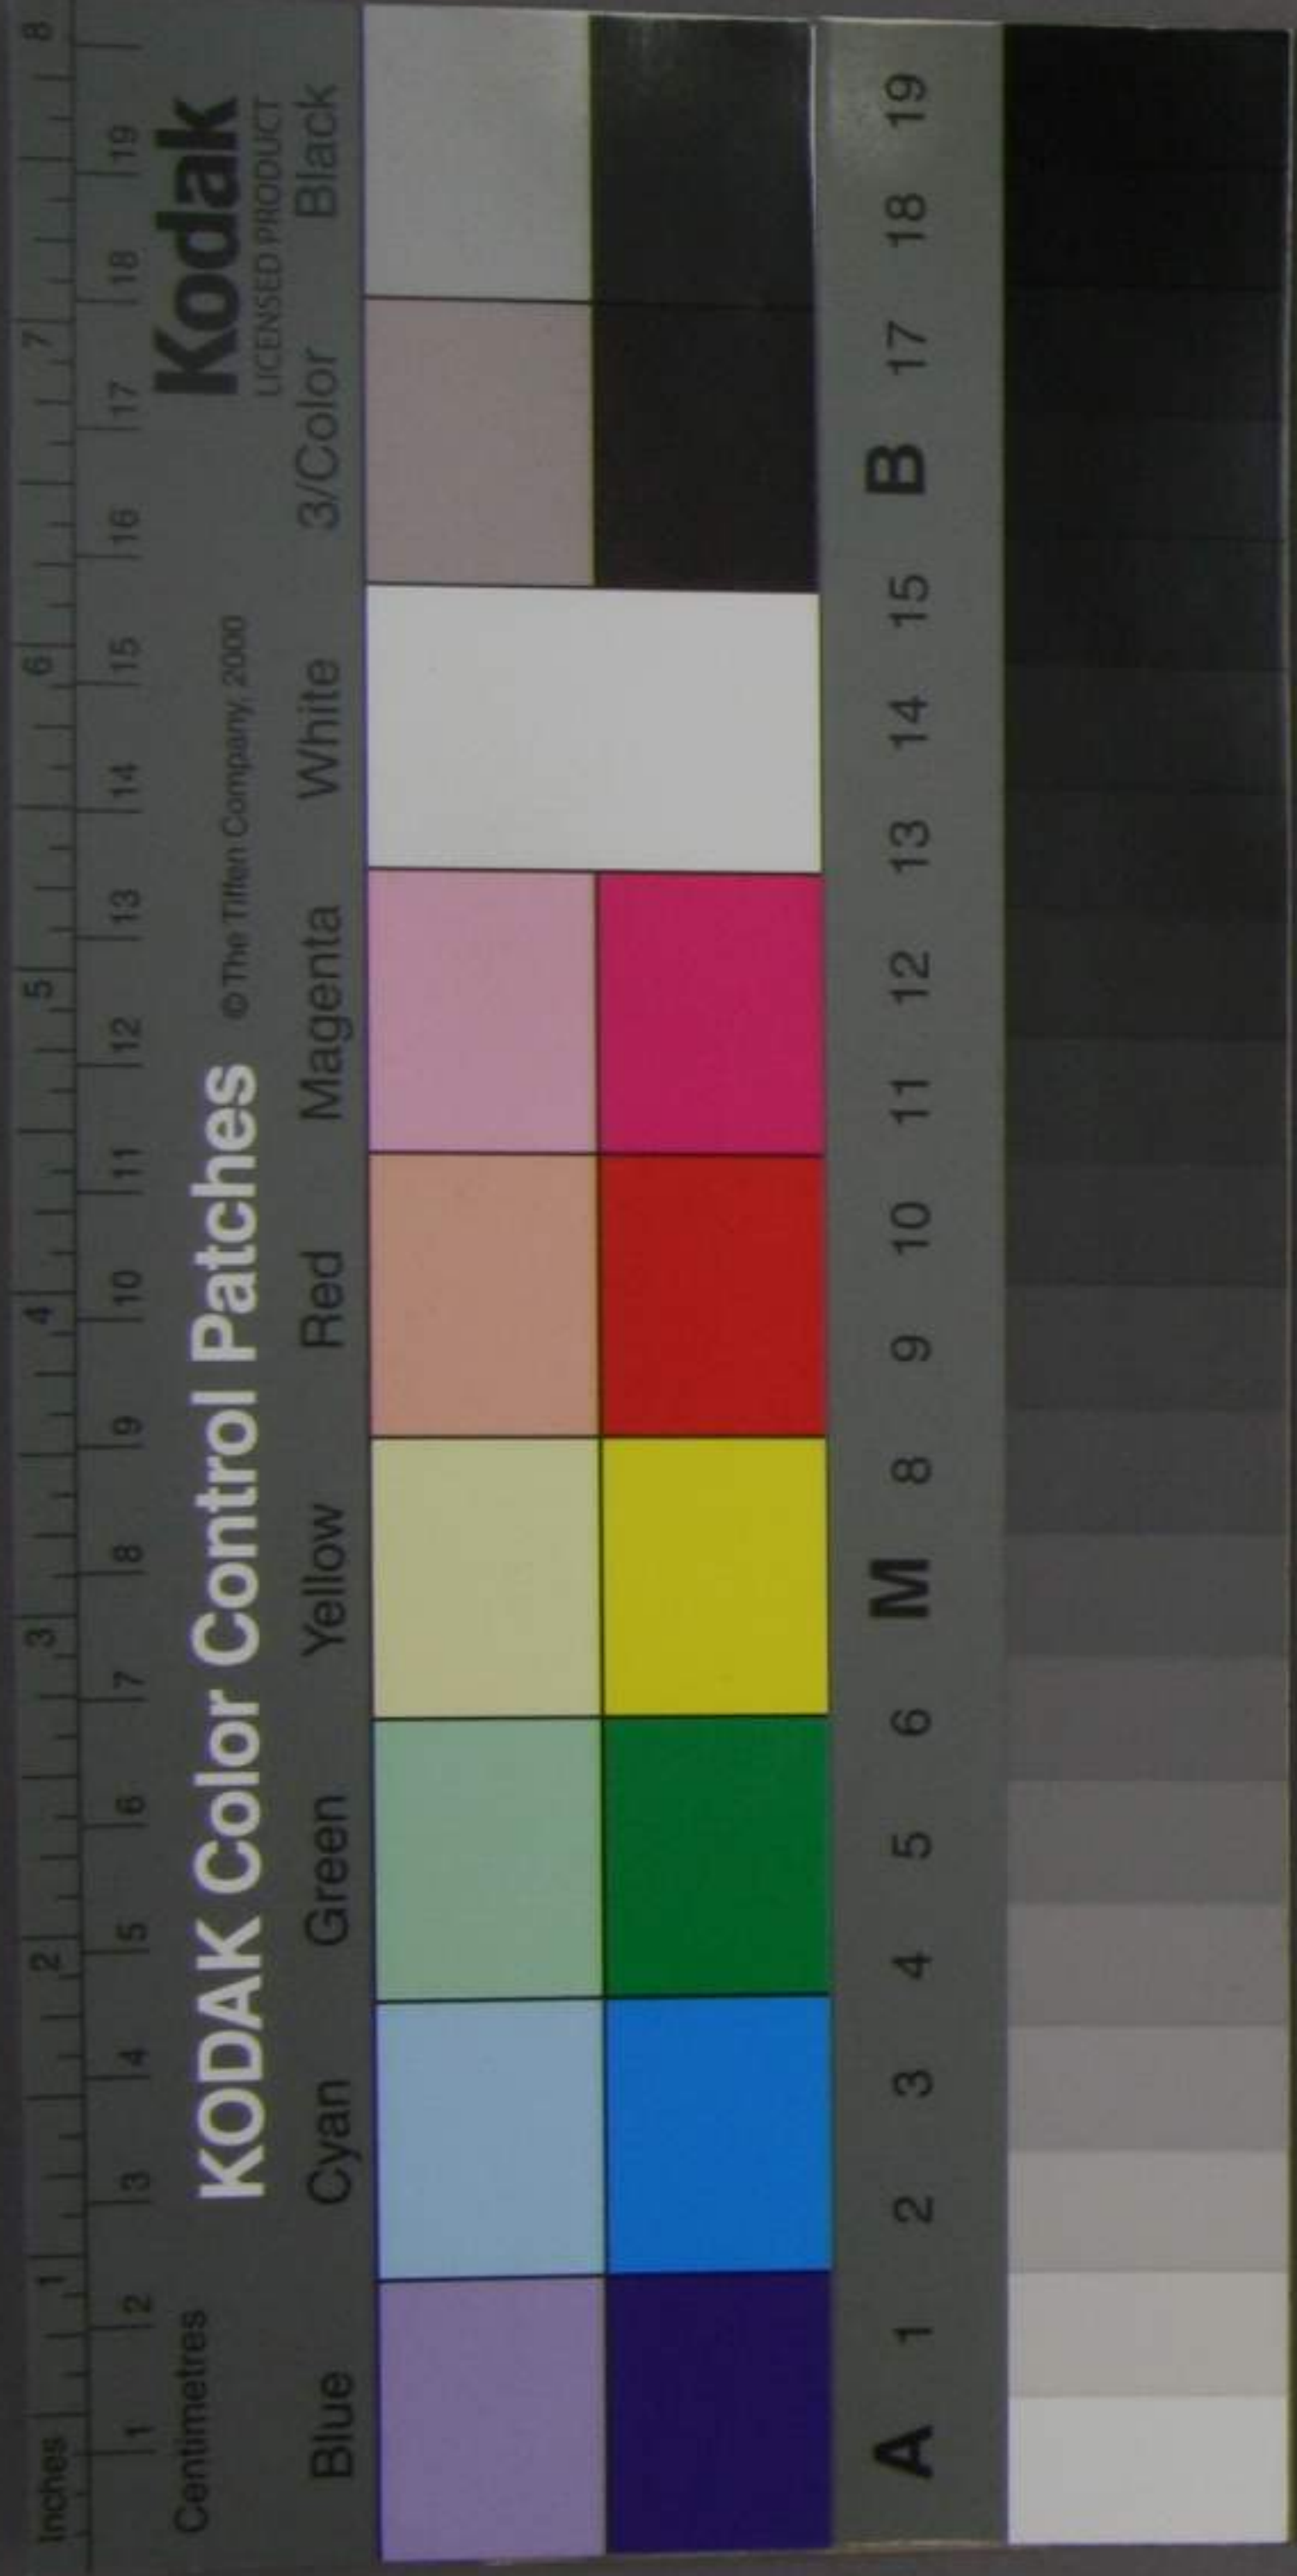 Inches 1 2 3 4 5 6 7 8
1 2 3 4 5 6 7 8 9 10 11 12 13 14 15 16 17 18 19
Centimetres
KODAK Color Control Patches © The Tiffen Company, 2000
Kodak
LICENSED PRODUCT
Blue Cyan Green Yellow Red Magenta White 3/Color Black
A 1 2 3 4 5 6 M 8 9 10 11 12 13 14 15 B 17 18 19